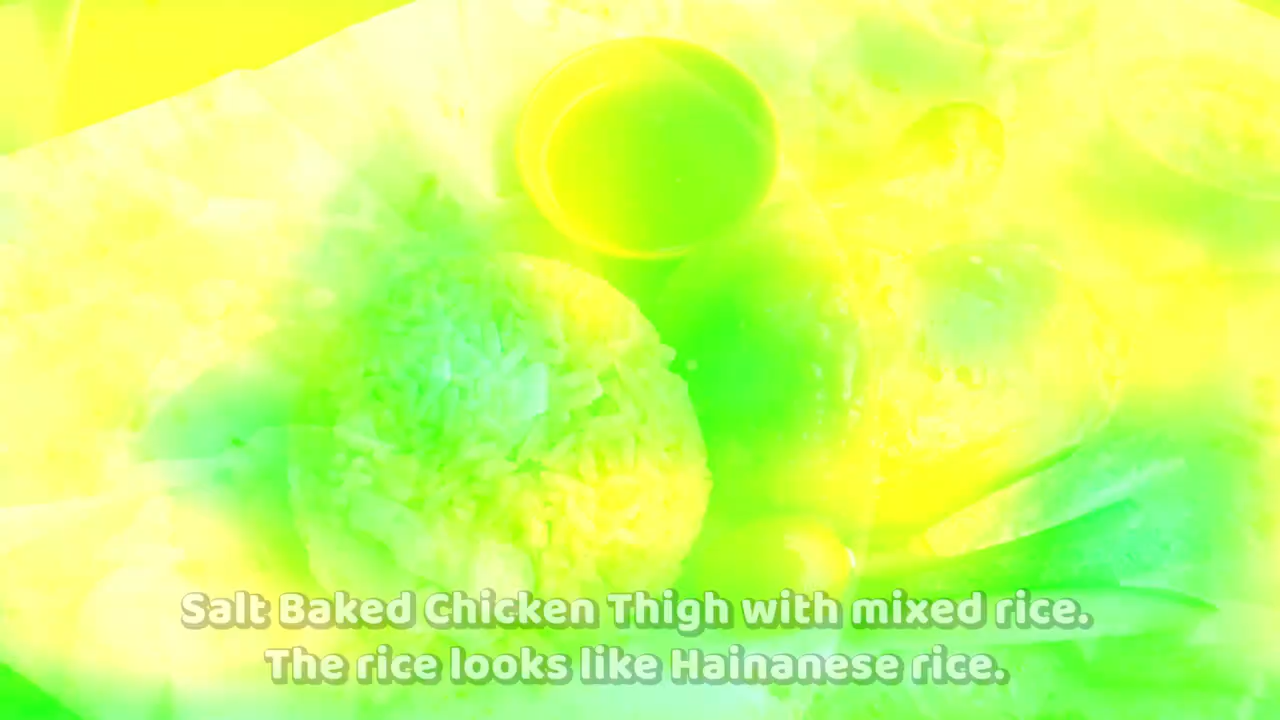 Salt Baked Chicken Thigh with mixed rice.
The rice looks like Hainanese rice.